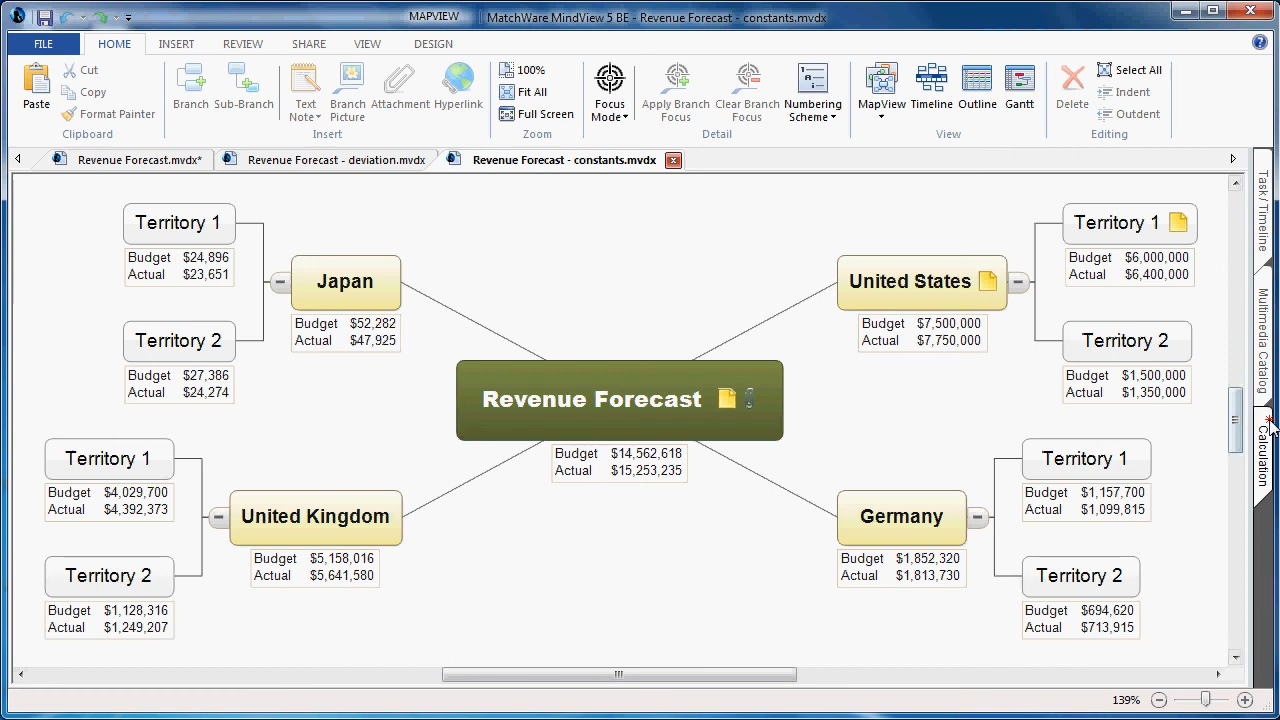 MAPVIEW
MatchWare MindView 5 BE - Revenue Forecast - constants.mvdx
FILE
HOME
INSERT
REVIEW
SHARE
VIEW
DESIGN
Paste
Cut
Copy
Format Painter
Clipboard
Branch
Sub-Branch
Text
Note
Branch
Picture
Attachment
Hyperlink
Insert
100%
Fit All
Full Screen
Zoom
Focus
Mode
Apply Branch
Focus
Clear Branch
Focus
Numbering
Scheme
Detail
MapView
Timeline
Outline
Gantt
View
Delete
Select All
Indent
Outdent
Editing
Revenue Forecast.mvdx*
Revenue Forecast - deviation.mvdx
Revenue Forecast - constants.mvdx
Task/Timeline
Multimedia Catalog
Calculation
Territory 1
Budget $24,896
Actual $23,651
Japan
Budget $52,282
Actual $47,925
Territory 2
Budget $27,386
Actual $24,274
United States
Budget $7,500,000
Actual $7,750,000
Territory 1
Budget $6,000,000
Actual $6,400,000
Territory 2
Budget $1,500,000
Actual $1,350,000
Revenue Forecast
Budget $14,562,618
Actual $15,253,235
Territory 1
Budget $4,029,700
Actual $4,392,373
United Kingdom
Budget $5,158,016
Actual $5,641,580
Territory 2
Budget $1,128,316
Actual $1,249,207
Germany
Budget $1,852,320
Actual $1,813,730
Territory 1
Budget $1,157,700
Actual $1,099,815
Territory 2
Budget $694,620
Actual $713,915
139%